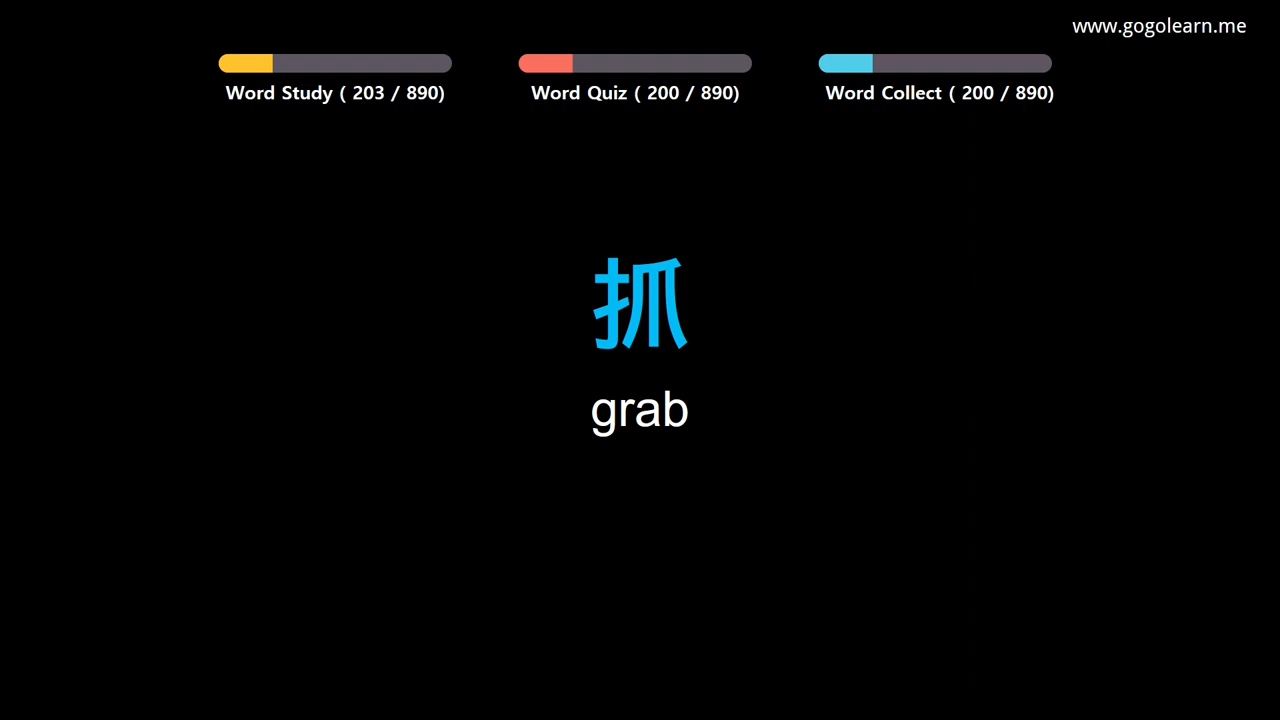 www.gogolearn.me
Word Study ( 203 / 890)
Word Quiz ( 200 / 890)
Word Collect ( 200 / 890)
抓
grab